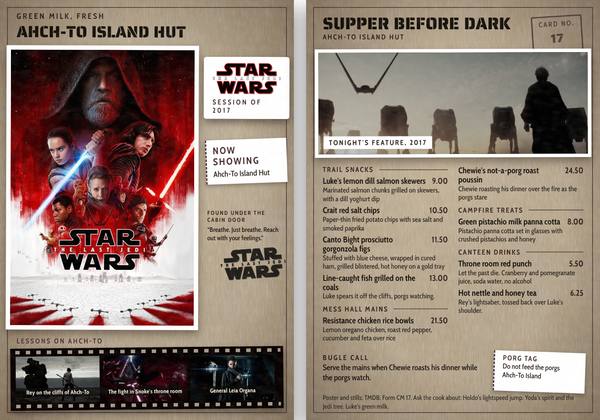 GREEN MILK, FRESH
AHCH-TO ISLAND HUT
STAR
THE LAST JEDI
WARS
SESSION OF
2017
NOW
SHOWING
Ahch-To Island Hut
FOUND UNDER THE
CABIN DOOR
"Breathe. Just breathe. Reach
out with your feelings."
STAR
THE LAST JEDI
WARS
STAR
THE LAST JEDI
WARS
LESSONS ON AHCH-TO
Rey on the cliffs of Ahch-To
The fight in Snoke's throne room
General Leia Organa
SUPPER BEFORE DARK
AHCH-TO ISLAND HUT
CARD NO.
17
TONIGHT'S FEATURE, 2017
TRAIL SNACKS
Luke's lemon dill salmon skewers 9.00
Marinated salmon chunks grilled on skewers,
with a dill yoghurt dip
Crait red salt chips 10.50
Paper-thin fried potato chips with sea salt and
smoked paprika
Canto Bight prosciutto 11.50
gorgonzola figs
Stuffed with blue cheese, wrapped in cured
ham, grilled blistered, hot honey on a gold tray
Line-caught fish grilled on the 13.00
coals
Luke spears it off the cliffs, porgs watching.
MESS HALL MAINS
Resistance chicken rice bowls 21.50
Lemon oregano chicken, roast red pepper,
cucumber and feta over rice
Chewie's not-a-porg roast 24.50
poussin
Chewie roasting his dinner over the fire as the
porgs stare
CAMPFIRE TREATS
Green pistachio milk panna cotta 8.00
Pistachio panna cotta set in glasses with
crushed pistachios and honey
CANTEEN DRINKS
Throne room red punch 5.50
Let the past die. Cranberry and pomegranate
juice, soda water, no alcohol
Hot nettle and honey tea 6.25
Rey's lightsaber, tossed back over Luke's
shoulder.
BUGLE CALL
Serve the mains when Chewie roasts his dinner while
the porgs watch.
PORG TAG
Do not feed the porgs
Ahch-To Island
Poster and stills: TMDB. Form CM 17. Ask the cook about: Holdo's lightspeed jump. Yoda's spirit and the
Jedi tree. Luke's green milk.